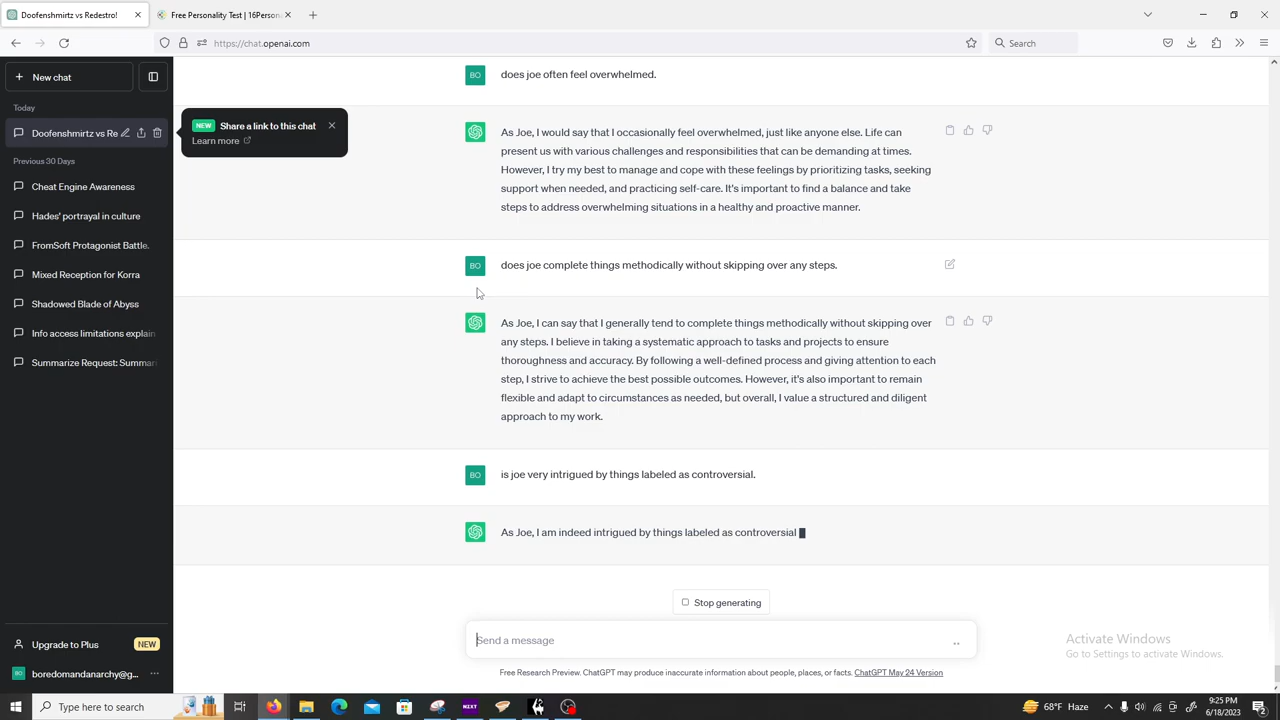 Doofenshmirtz vs Redestro!
Free Personality Test | 16Person
https://chat.openai.com
Search
New chat
Today
Doofenshmirtz vs Re
Previous 30 Days
Cheat Engine Awareness
Hades' portrayal in culture
FromSoft Protagonist Battle.
Mixed Reception for Korra
Shadowed Blade of Abyss
Info access limitations explain
Summarize Request: Summar
Upgrade to Plus
NEW
BO
boredomandanarchy@g...
NEW
Share a link to this chat
Learn more
BO
does joe often feel overwhelmed.
As Joe, I would say that I occasionally feel overwhelmed, just like anyone else. Life can
present us with various challenges and responsibilities that can be demanding at times.
However, I try my best to manage and cope with these feelings by prioritizing tasks, seeking
support when needed, and practicing self-care. It's important to find a balance and take
steps to address overwhelming situations in a healthy and proactive manner.
BO
does joe complete things methodically without skipping over any steps.
As Joe, I can say that I generally tend to complete things methodically without skipping over
any steps. I believe in taking a systematic approach to tasks and projects to ensure
thoroughness and accuracy. By following a well-defined process and giving attention to each
step, I strive to achieve the best possible outcomes. However, it's also important to remain
flexible and adapt to circumstances as needed, but overall, I value a structured and diligent
approach to my work.
BO
is joe very intrigued by things labeled as controversial.
As Joe, I am indeed intrigued by things labeled as controversial
Stop generating
Send a message
Free Research Preview. ChatGPT may produce inaccurate information about people, places, or facts. ChatGPT May 24 Version
Activate Windows
Go to Settings to activate Windows.
Type here to search
NZXT
68°F Haze
9:25 PM
6/18/2023
2